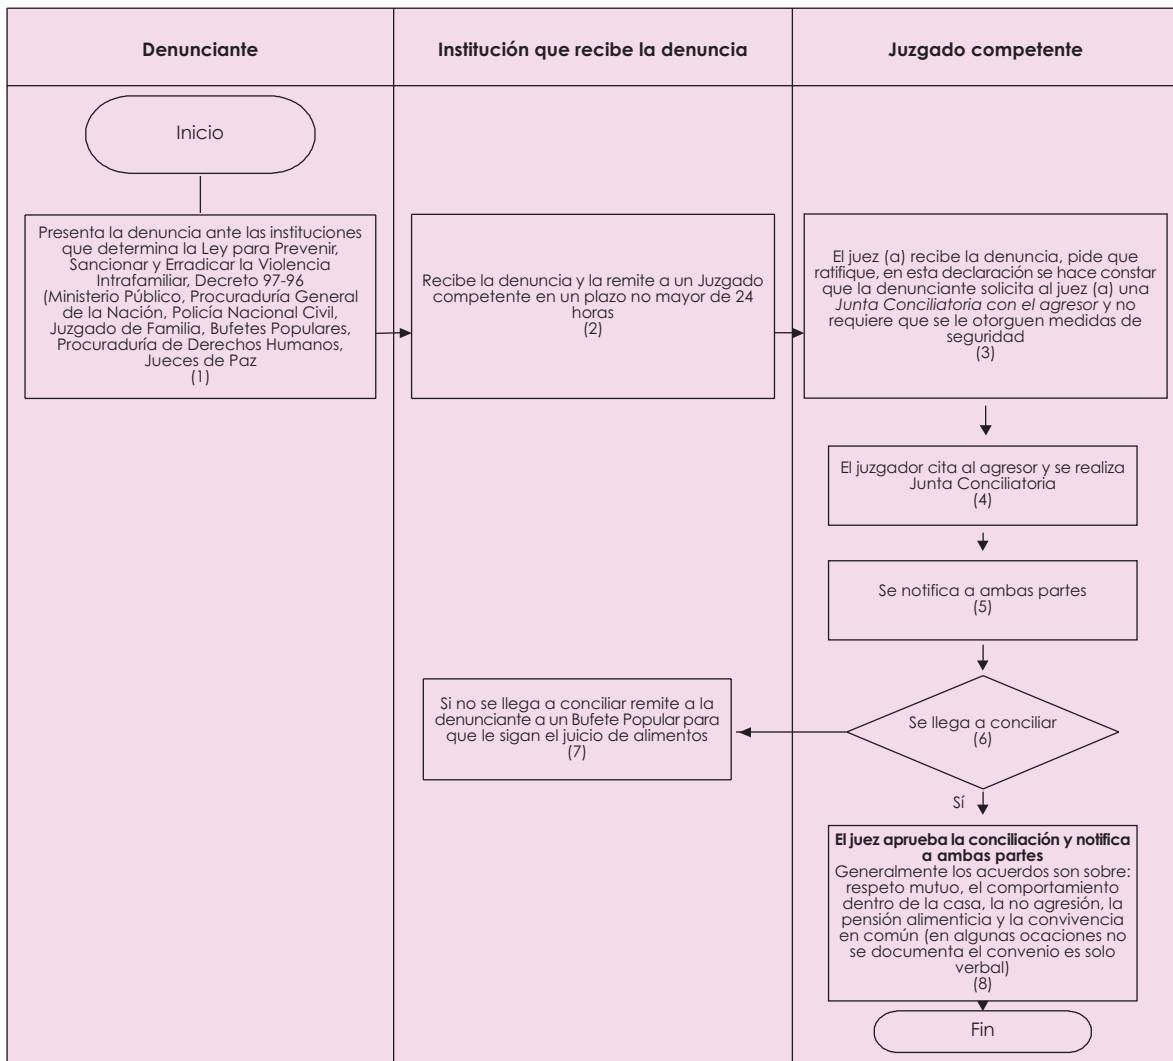 Denunciante
Institución que recibe la denuncia
Juzgado competente
Inicio
Presenta la denuncia ante las instituciones
que determina la Ley para Prevenir,
Sancionar y Erradicar la Violencia
Intrafamiliar, Decreto 97-96
(Ministerio Público, Procuraduría General
de la Nación, Policía Nacional Civil,
Juzgado de Familia, Bufetes Populares,
Procuraduría de Derechos Humanos,
Jueces de Paz
(1)
Recibe la denuncia y la remite a un Juzgado
competente en un plazo no mayor de 24
horas
(2)
El juez (a) recibe la denuncia, pide que
ratifique, en esta declaración se hace constar
que la denunciante solicita al juez (a) una
Junta Conciliatoria con el agresor y no
requiere que se le otorguen medidas de
seguridad
(3)
El juzgador cita al agresor y se realiza
Junta Conciliatoria
(4)
Se notifica a ambas partes
(5)
Se llega a conciliar
(6)
Si no se llega a conciliar remite a la
denunciante a un Bufete Popular para
que le sigan el juicio de alimentos
(7)
Sí
El juez aprueba la conciliación y notifica
a ambas partes
Generalmente los acuerdos son sobre:
respeto mutuo, el comportamiento
dentro de la casa, la no agresión, la
pensión alimenticia y la convivencia
en común (en algunas ocaciones no
se documenta el convenio es solo
verbal)
(8)
Fin